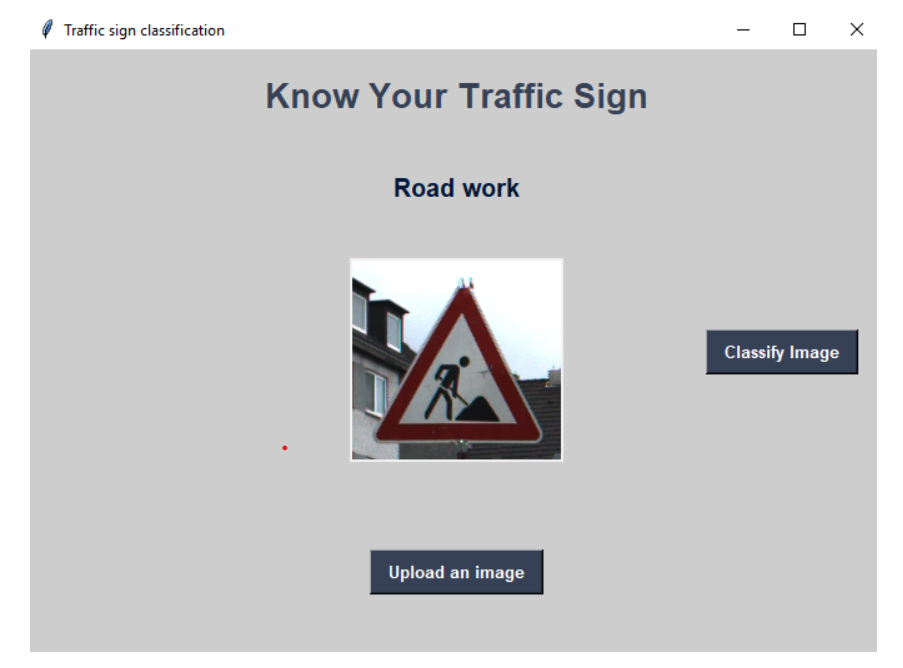 Traffic sign classification
Know Your Traffic Sign
Road work
Classify Image
Upload an image